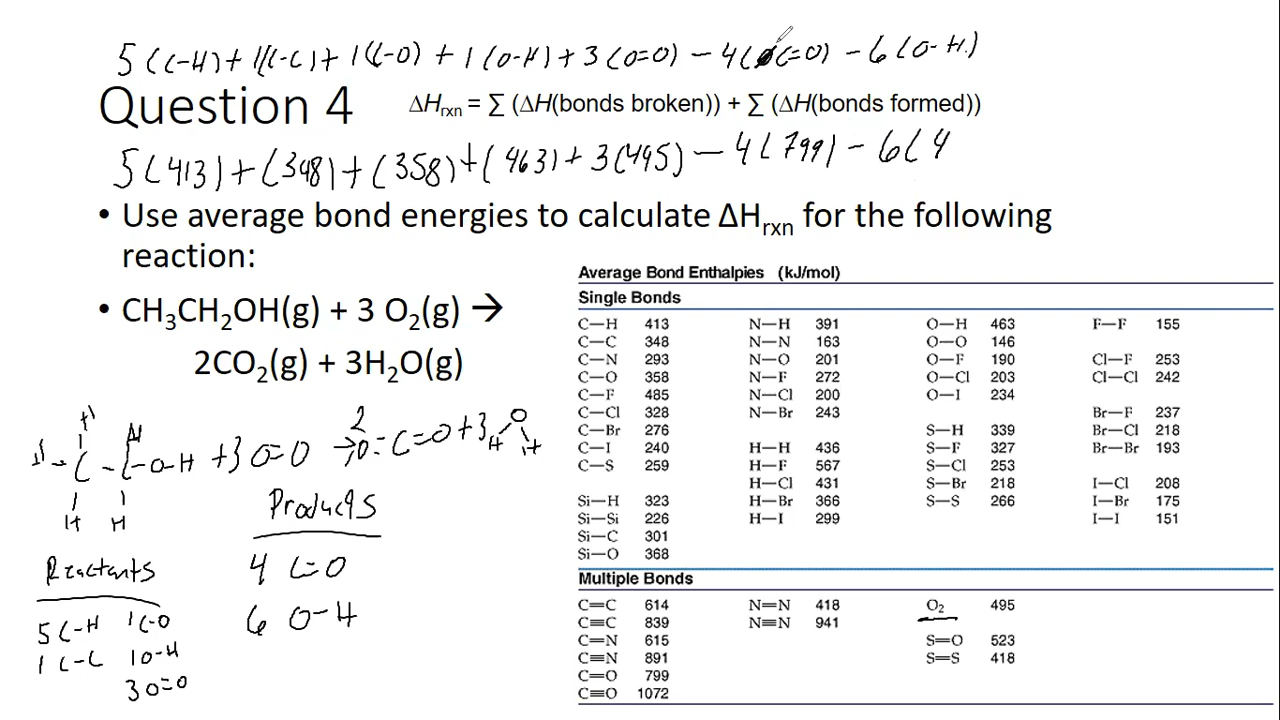 5(C-H)+1(C-C)+1(C-O)+1(O-H)+3(O=O)-4(C=O)-6(O-H)
Question 4
ΔHrxn = ∑ (ΔH(bonds broken)) + ∑ (ΔH(bonds formed))
5(413)+(348)+(358)+(463)+3(495)-4(799)-6(4
• Use average bond energies to calculate ΔHrxn for the following
reaction:
• CH3CH2OH(g) + 3 O2(g) →
2CO2(g) + 3H2O(g)
H H
H-C-C-O-H +3O=O → 2 O=C=O+3 H O H
H H
Reactants
5C-H 1C-O
1C-C 1O-H
3O=O
Products
4 C=O
6 O-H
Average Bond Enthalpies (kJ/mol)
Single Bonds
C—H 413 N—H 391 O—H 463 F—F 155
C—C 348 N—N 163 O—O 146
C—N 293 N—O 201 O—F 190 Cl—F 253
C—O 358 N—F 272 O—Cl 203 Cl—Cl 242
C—F 485 N—Cl 200 O—I 234
C—Cl 328 N—Br 243 Br—F 237
C—Br 276 S—H 339 Br—Cl 218
C—I 240 H—H 436 S—F 327 Br—Br 193
C—S 259 H—F 567 S—Cl 253
H—Cl 431 S—Br 218 I—Cl 208
Si—H 323 H—Br 366 S—S 266 I—Br 175
Si—Si 226 H—I 299 I—I 151
Si—C 301
Si—O 368
Multiple Bonds
C=C 614 N=N 418 O2 495
C≡C 839 N≡N 941
C=N 615 S=O 523
C≡N 891 S=S 418
C=O 799
C≡O 1072